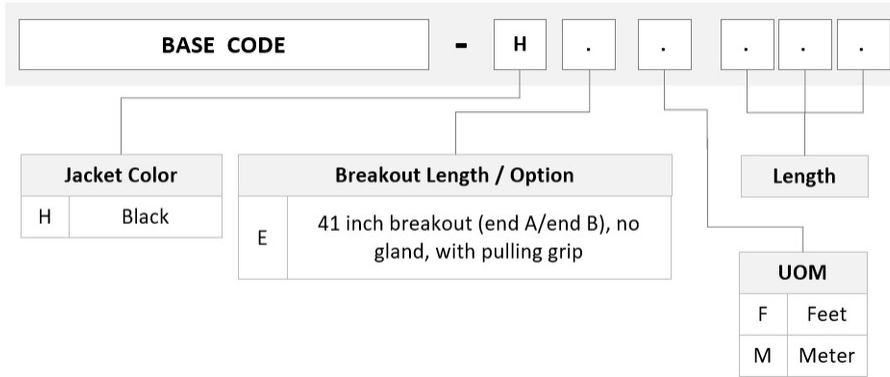 BASE CODE - H . . . . .
Jacket Color
H Black
Breakout Length / Option
E 41 inch breakout (end A/end B), no
gland, with pulling grip
Length
UOM
F Feet
M Meter